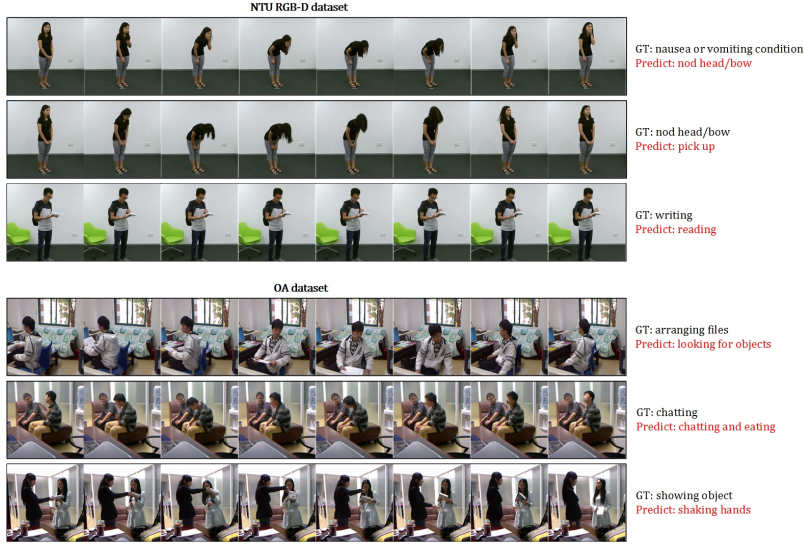 NTU RGB-D dataset
GT: nausea or vomiting condition
Predict: nod head/bow
GT: nod head/bow
Predict: pick up
GT: writing
Predict: reading
OA dataset
GT: arranging files
Predict: looking for objects
GT: chatting
Predict: chatting and eating
GT: showing object
Predict: shaking hands